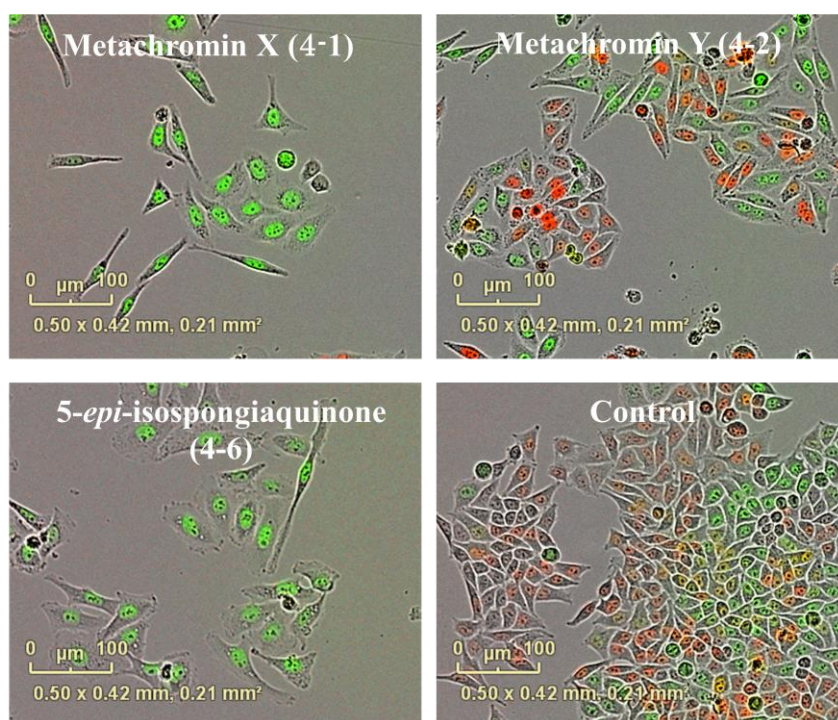 Metachromin X (4-1)
0 µm 100
0.50 x 0.42 mm, 0.21 mm²
Metachromin Y (4-2)
0 µm 100
0.50 x 0.42 mm, 0.21 mm²
5-epi-isospongiaquinone
(4-6)
0 µm 100
0.50 x 0.42 mm, 0.21 mm²
Control
0 µm 100
0.50 x 0.42 mm, 0.21 mm²